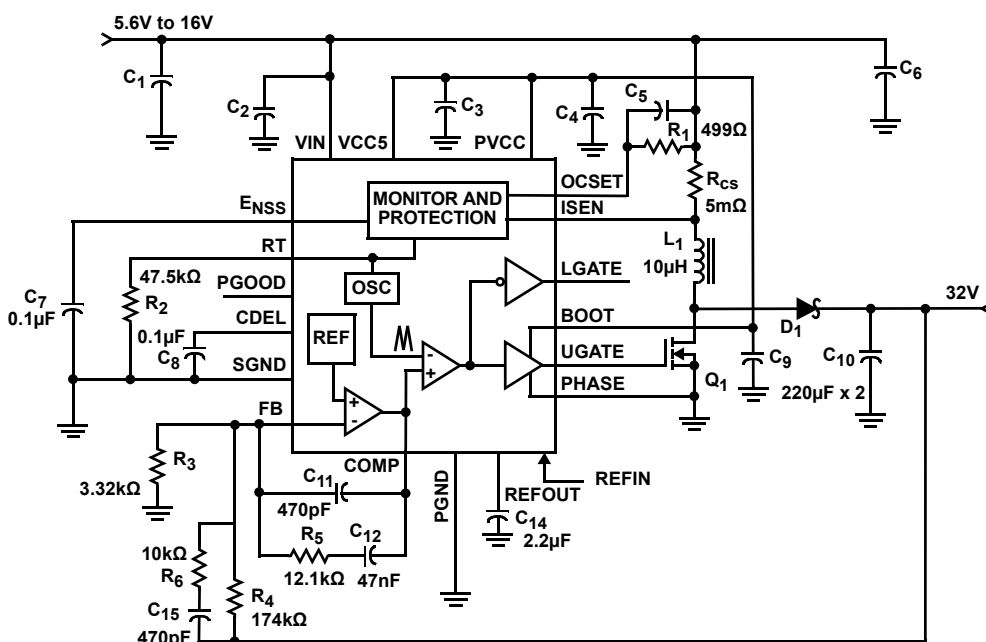 5.6V to 16V
C1
C2
C3
C4
C5
C6
R1
499Ω
VIN
VCC5
PVCC
OCSET
RCS
5mΩ
MONITOR AND
PROTECTION
ISEN
ENSS
RT
L1
10µH
47.5kΩ
R2
PGOOD
OSC
LGATE
32V
C7
0.1µF
CDEL
0.1µF
C8
REF
BOOT
D1
UGATE
C9
C10
SGND
PHASE
Q1
220µF x 2
FB
- +
+ -
R3
3.32kΩ
COMP
C11
470pF
PGND
REFOUT
REFIN
C14
2.2µF
R5
12.1kΩ
C12
47nF
10kΩ
R6
R4
174kΩ
C15
470pF